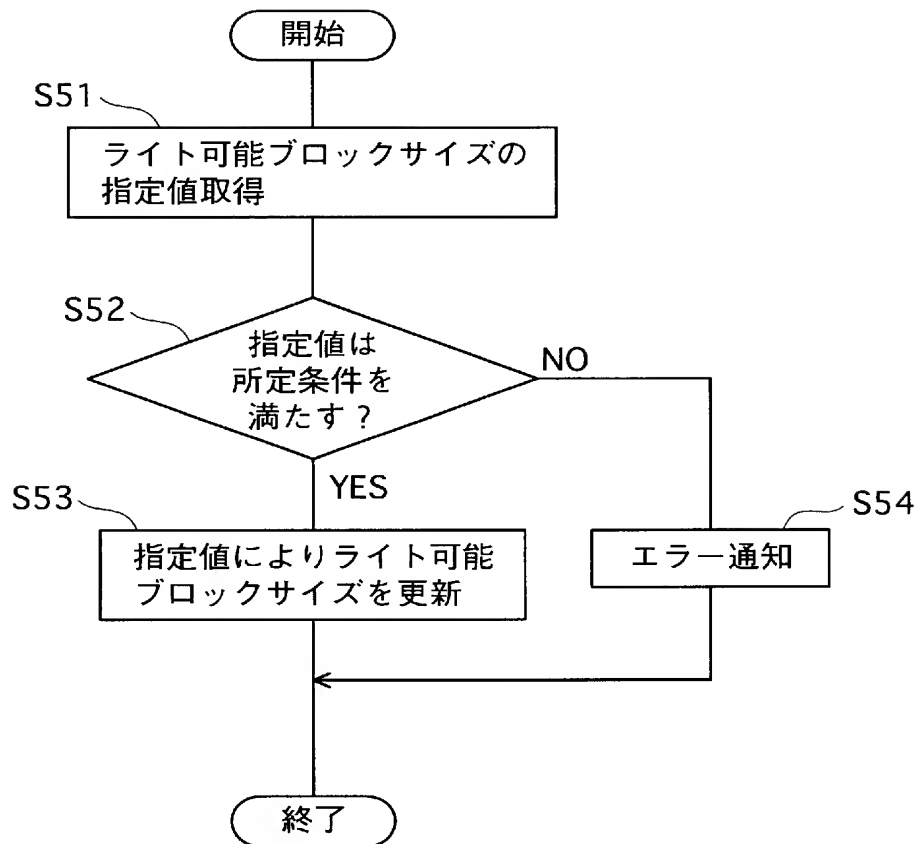 開始
S51
ライト可能ブロックサイズの
指定値取得
S52
指定値は
所定条件を
満たす？
NO
YES
S53
指定値によりライト可能
ブロックサイズを更新
S54
エラー通知
終了